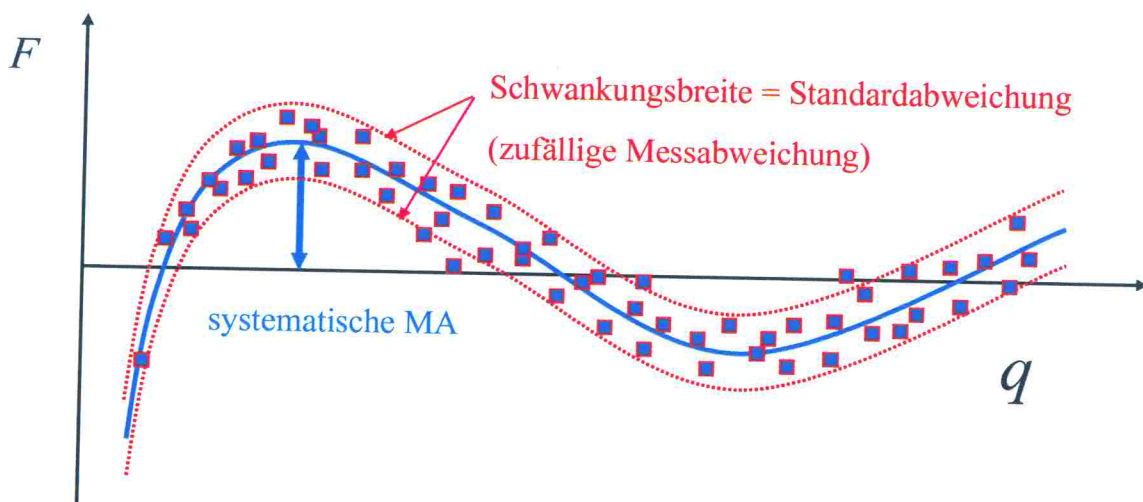 F
Schwankungsbreite = Standardabweichung
(zufällige Messabweichung)
systematische MA
q